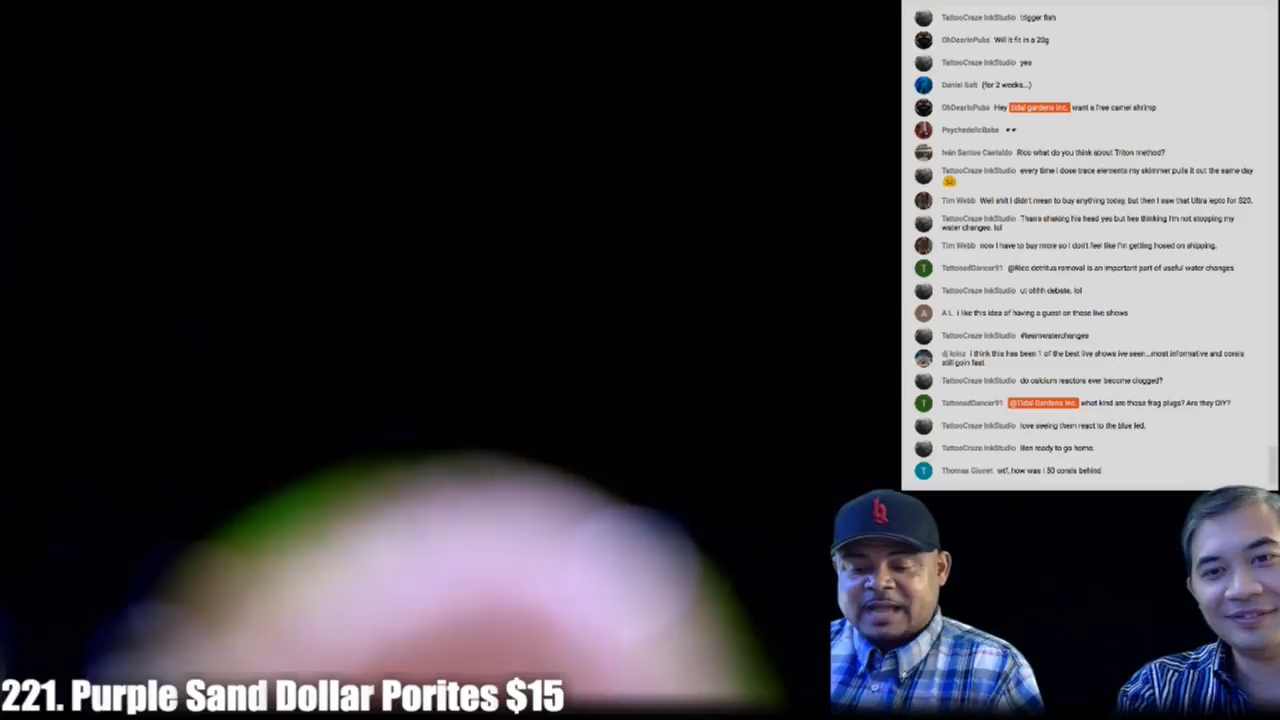 TattooCraze InkStudio trigger fish
OhDearInPubs Will it fit in a 20g
TattooCraze InkStudio yes
Daniel Salt (for 2 weeks...)
OhDearInPubs Hey tidal gardens inc. want a free camel shrimp
PsychedelicBabe
Iván Santos Castaldo Rico what do you think about Triton method?
TattooCraze InkStudio every time i dose trace elements my skimmer pulls it out the same day
Tim Webb Well shit I didnt mean to buy anything today, but then I saw that Ultra lepto for $20.
TattooCraze InkStudio Thans shaking his head yes but hes thinking I'm not stopping my
water changes. lol
Tim Webb now I have to buy more so I don't feel like I'm getting hosed on shipping.
T TattooedDancer91 @Rico detritus removal is an important part of useful water changes
TattooCraze InkStudio ut ohhh debate. lol
A A L i like this idea of having a guest on these live shows
TattooCraze InkStudio #teamwaterchanges
dj i think this has been 1 of the best live shows ive seen...most informative and corals
still goin fast
TattooCraze InkStudio do calcium reactors ever become clogged?
T TattooedDancer91 @Tidal Gardens Inc. what kind are those frag plugs? Are they DIY?
TattooCraze InkStudio love seeing them react to the blue led.
TattooCraze InkStudio ready to go home.
T Thomas Gionet wtf, how was i 50 corals behind
221. Purple Sand Dollar Porites $15